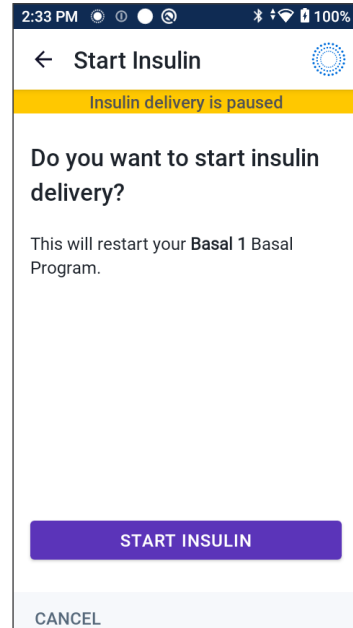 2:33 PM 100%
Start Insulin
Insulin delivery is paused
Do you want to start insulin
delivery?
This will restart your Basal 1 Basal
Program.
START INSULIN
CANCEL